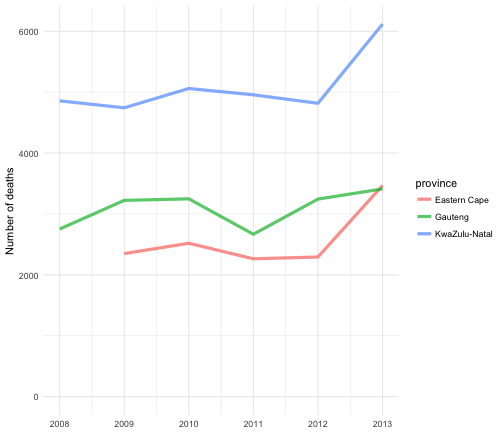 Number of deaths
6000
4000
2000
0
2008 2009 2010 2011 2012 2013
province
Eastern Cape
Gauteng
KwaZulu-Natal